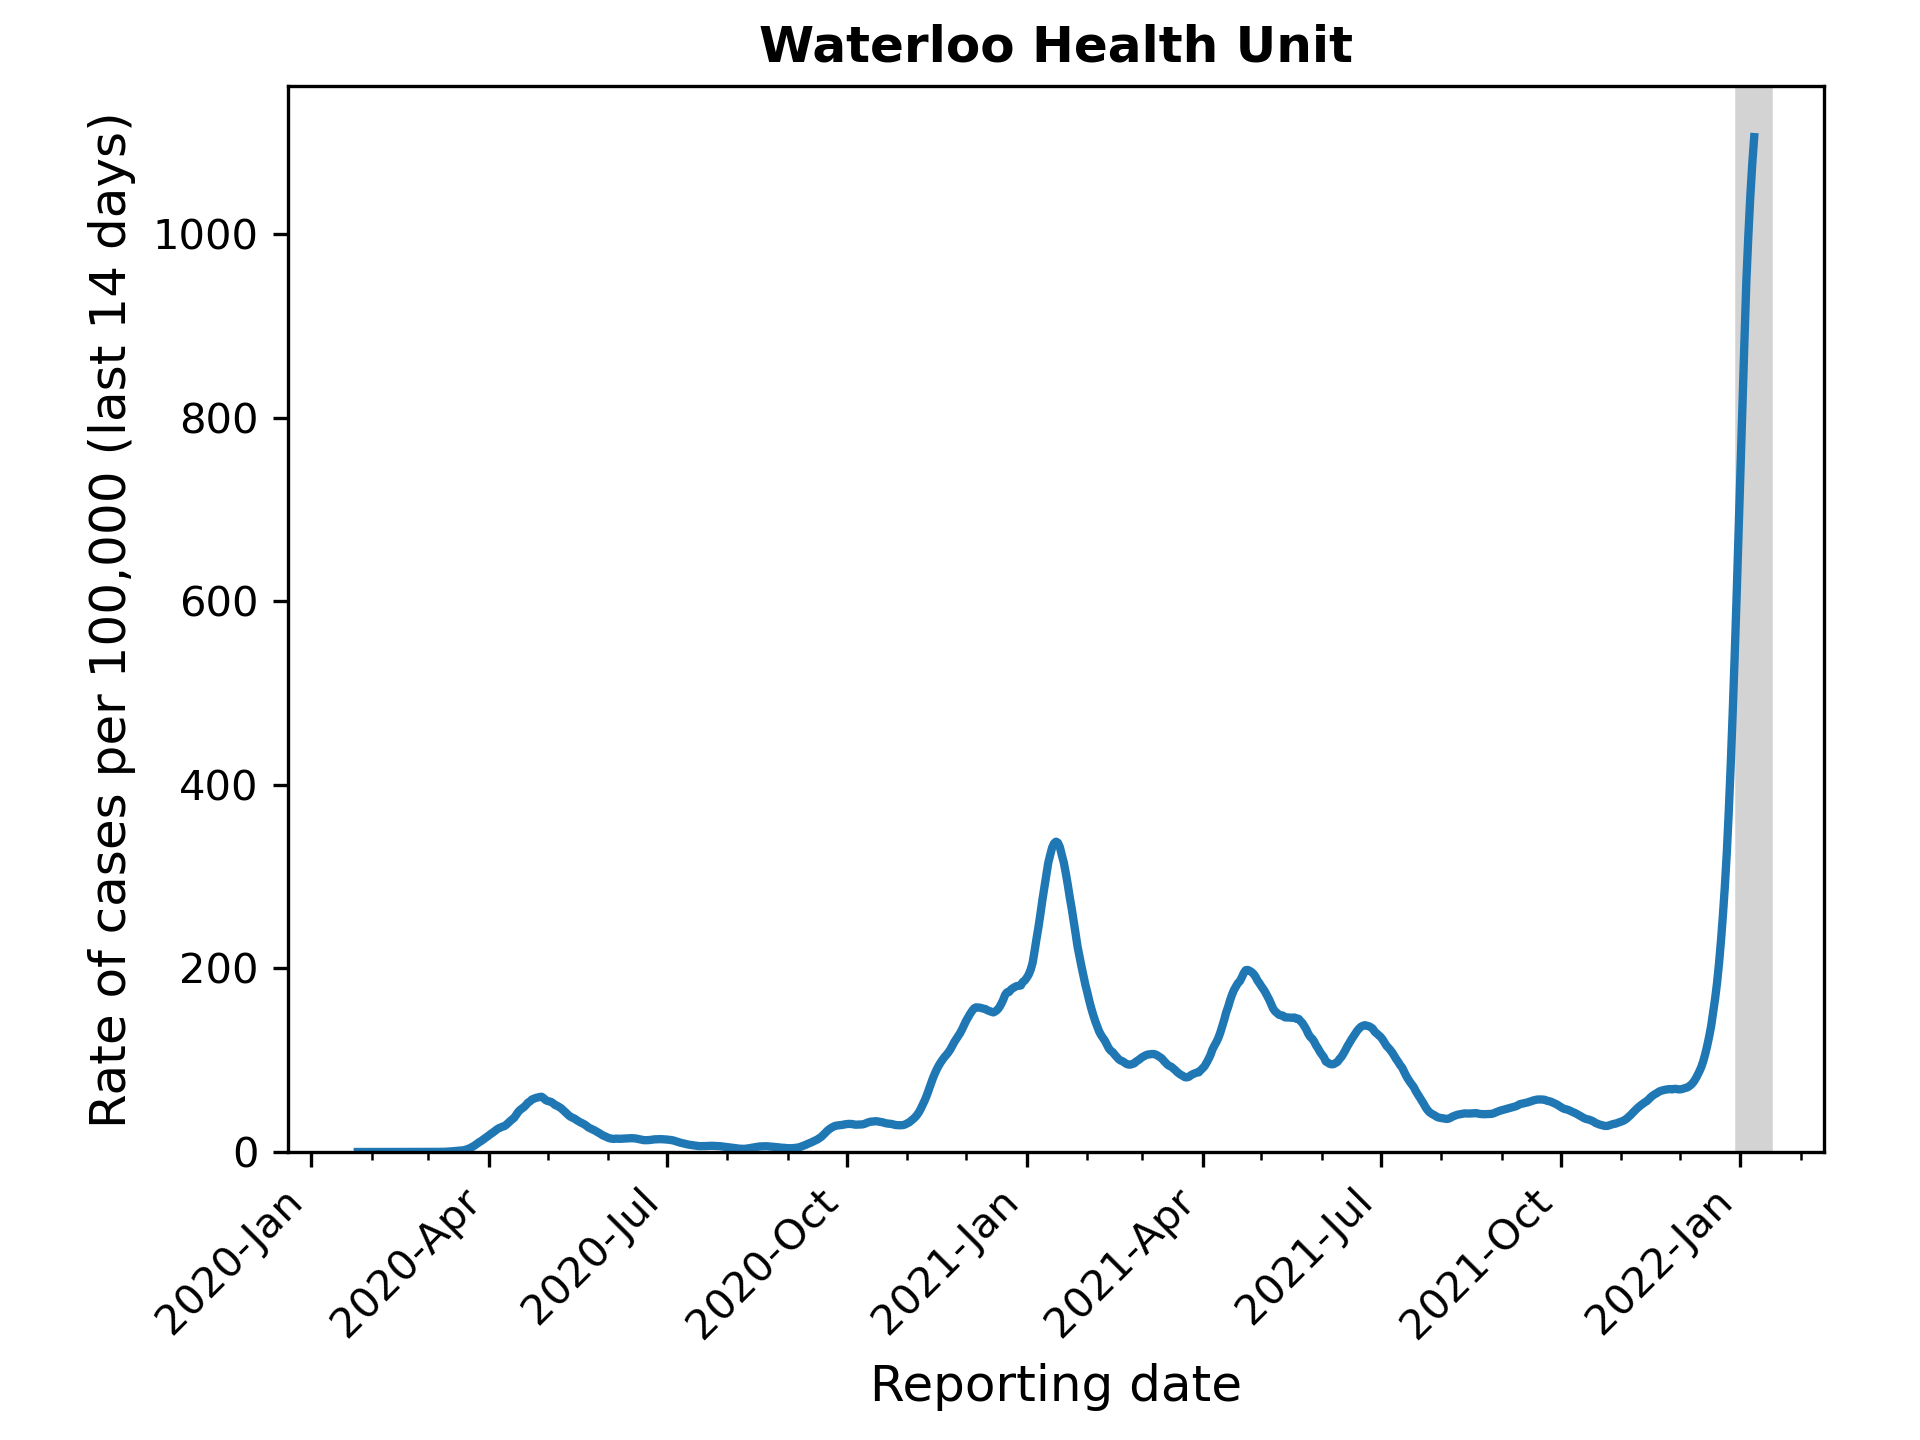 Waterloo Health Unit
Rate of cases per 100,000 (last 14 days)
1000
800
600
400
200
0
2020-Jan
2020-Apr
2020-Jul
2020-Oct
2021-Jan
2021-Apr
2021-Jul
2021-Oct
2022-Jan
Reporting date